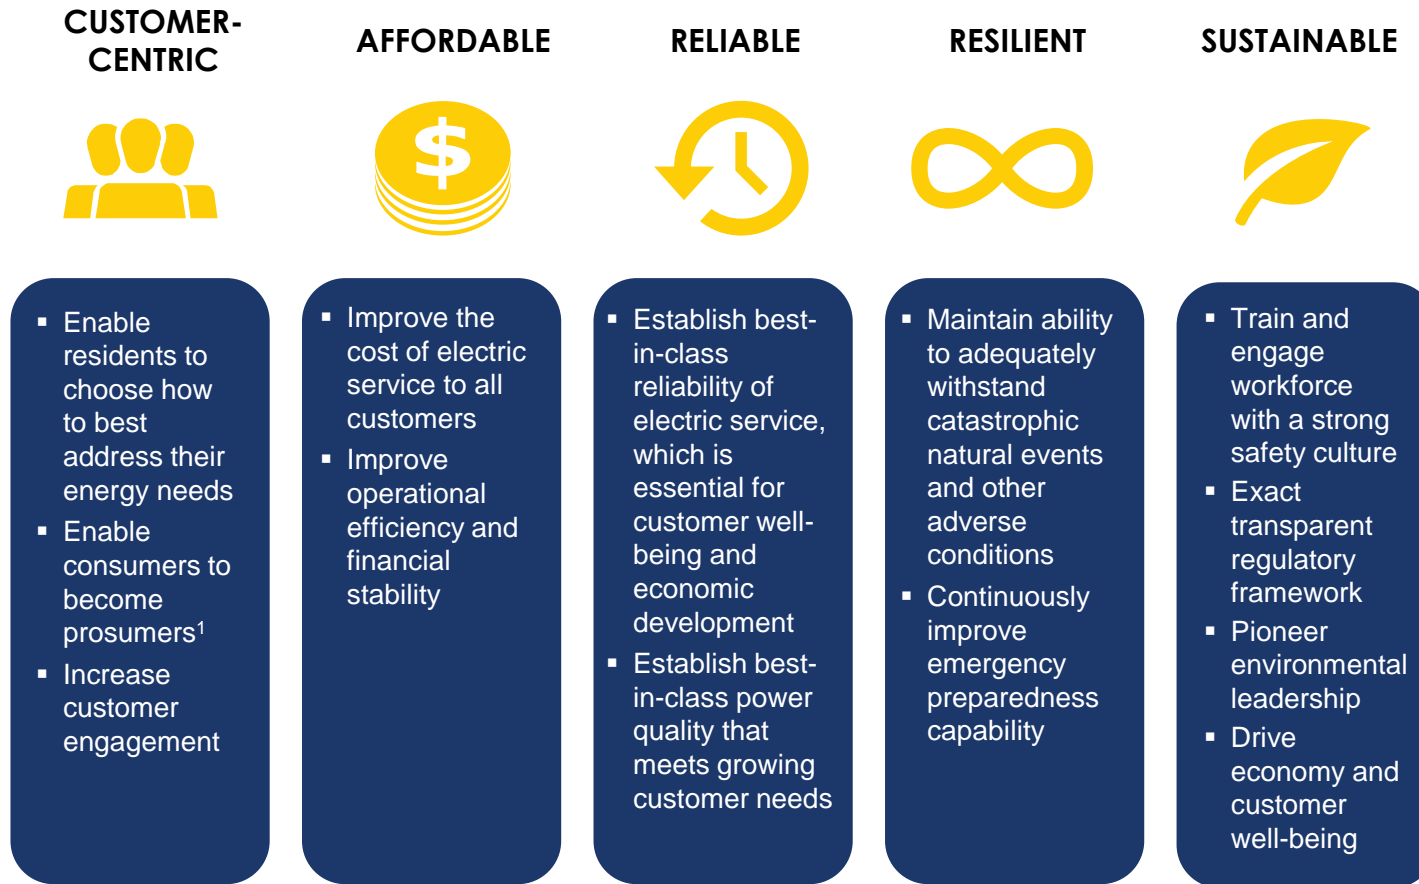 CUSTOMER-
CENTRIC
AFFORDABLE
RELIABLE
RESILIENT
SUSTAINABLE
$
▪ Enable
residents to
choose how
to best
address their
energy needs
▪ Enable
consumers to
become
prosumers¹
▪ Increase
customer
engagement
▪ Improve the
cost of electric
service to all
customers
▪ Improve
operational
efficiency and
financial
stability
▪ Establish best-
in-class
reliability of
electric service,
which is
essential for
customer well-
being and
economic
development
▪ Establish best-
in-class power
quality that
meets growing
customer needs
▪ Maintain ability
to adequately
withstand
catastrophic
natural events
and other
adverse
conditions
▪ Continuously
improve
emergency
preparedness
capability
▪ Train and
engage
workforce
with a strong
safety culture
▪ Exact
transparent
regulatory
framework
▪ Pioneer
environmental
leadership
▪ Drive
economy and
customer
well-being